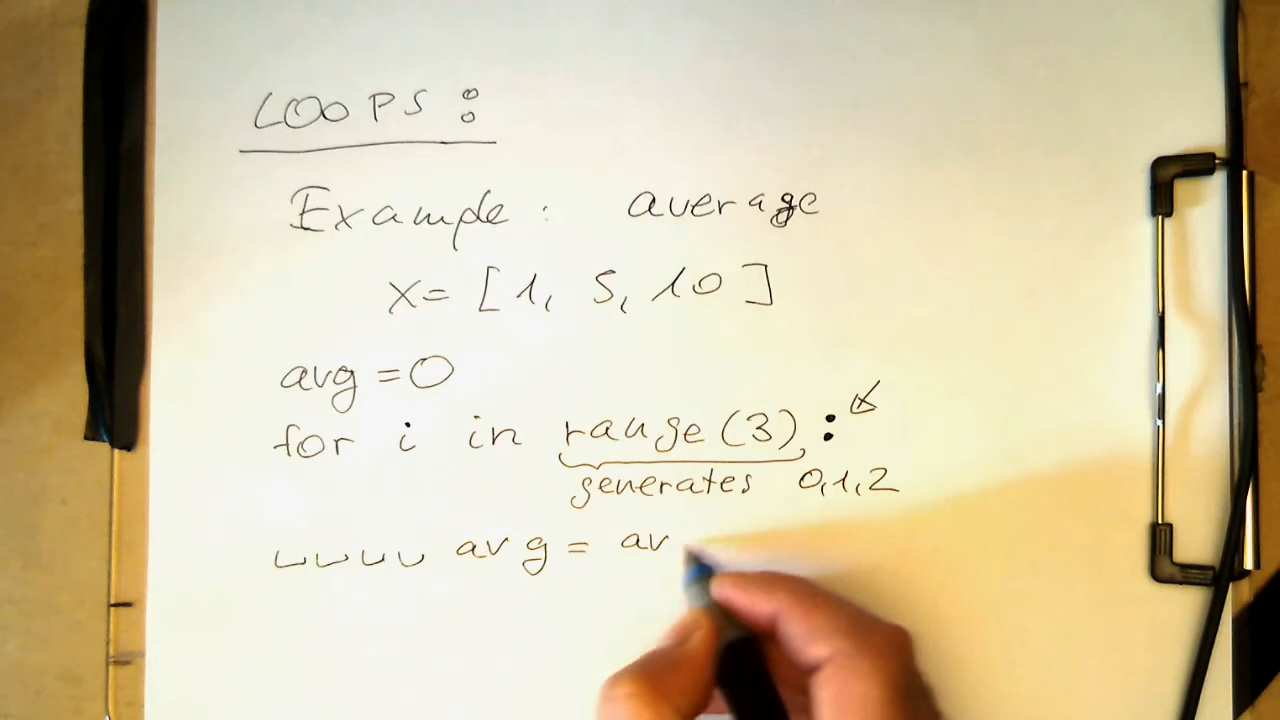 LOOPS:
Example: average
x= [1, 5, 10]
avg =0
for i in range(3):
generates 0,1,2
␣␣␣␣ avg = av